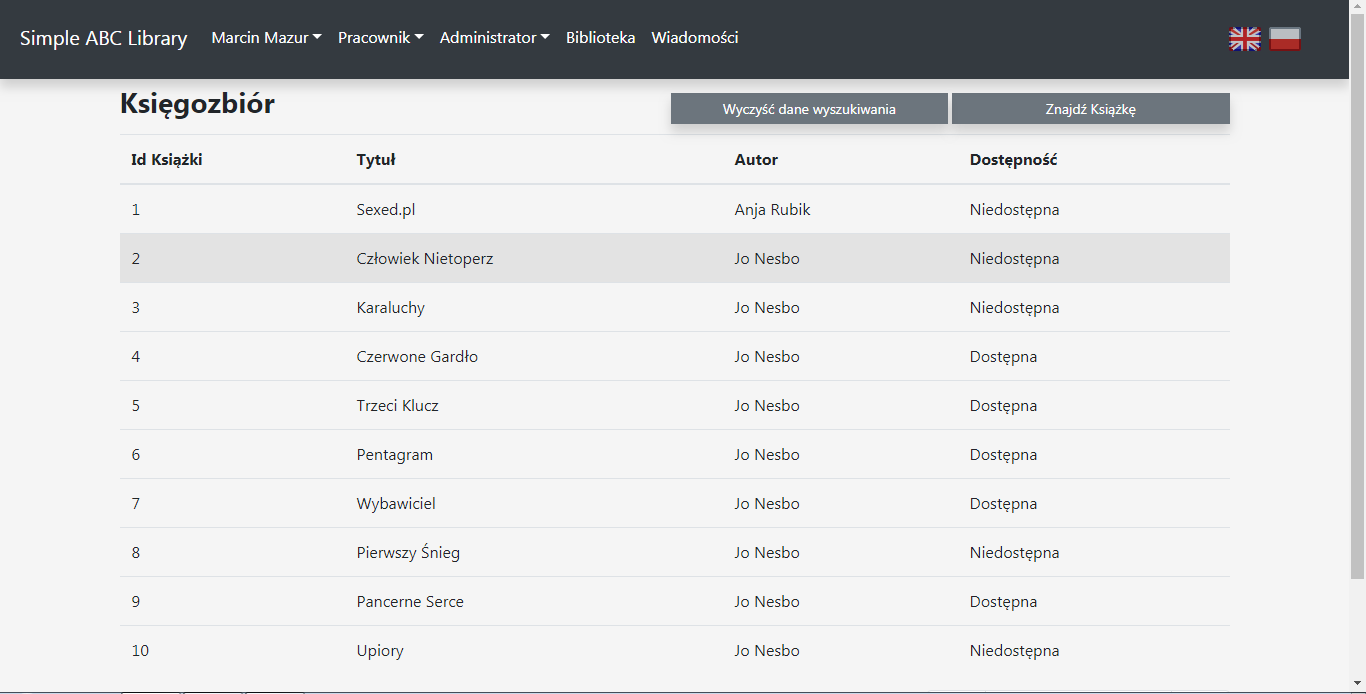 Simple ABC Library Marcin Mazur Pracownik Administrator Biblioteka Wiadomości
Księgozbiór Wyczyść dane wyszukiwania Znajdź Książkę
Id Książki Tytuł Autor Dostępność
1 Sexed.pl Anja Rubik Niedostępna
2 Człowiek Nietoperz Jo Nesbo Niedostępna
3 Karaluchy Jo Nesbo Niedostępna
4 Czerwone Gardło Jo Nesbo Dostępna
5 Trzeci Klucz Jo Nesbo Dostępna
6 Pentagram Jo Nesbo Dostępna
7 Wybawiciel Jo Nesbo Dostępna
8 Pierwszy Śnieg Jo Nesbo Niedostępna
9 Pancerne Serce Jo Nesbo Dostępna
10 Upiory Jo Nesbo Niedostępna